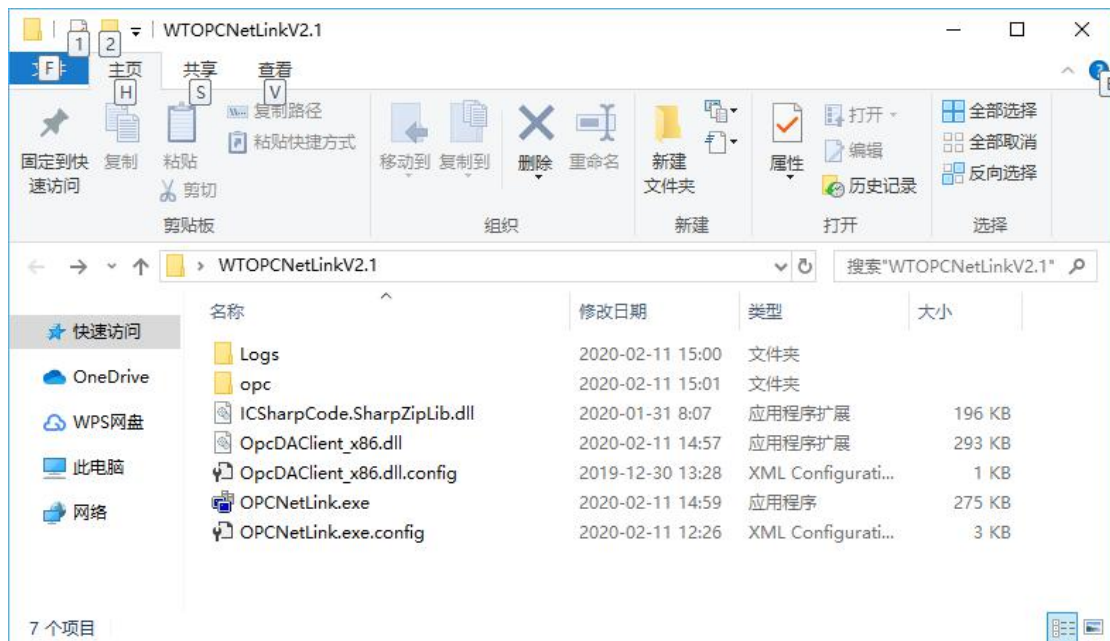 1 2 WTOPCNetLinkV2.1
F 主页 共享 查看
H S V
固定到快速访问 复制 粘贴 复制路径 粘贴快捷方式 剪切
移动到 复制到 删除 重命名 新建文件夹
属性 打开 编辑 历史记录
全部选择 全部取消 反向选择
剪贴板 组织 新建 打开 选择
WTOPCNetLinkV2.1 搜索"WTOPCNetLinkV2.1"
名称 修改日期 类型 大小
快速访问
OneDrive
WPS网盘
此电脑
网络
Logs 2020-02-11 15:00 文件夹
opc 2020-02-11 15:01 文件夹
ICSharpCode.SharpZipLib.dll 2020-01-31 8:07 应用程序扩展 196 KB
OpcDAClient_x86.dll 2020-02-11 14:57 应用程序扩展 293 KB
OpcDAClient_x86.dll.config 2019-12-30 13:28 XML Configurati... 1 KB
OPCNetLink.exe 2020-02-11 14:59 应用程序 275 KB
OPCNetLink.exe.config 2020-02-11 12:26 XML Configurati... 3 KB
7 个项目